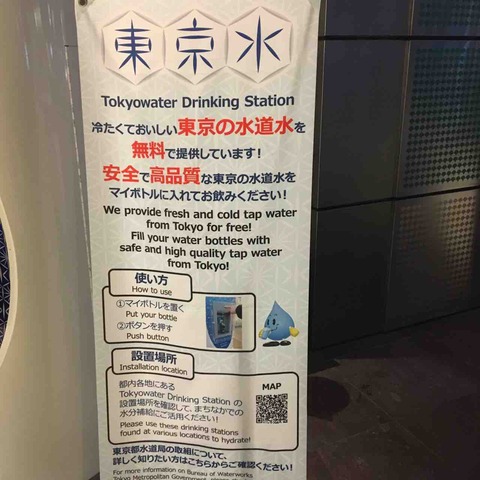 東京水
Tokyowater Drinking Station
冷たくておいしい東京の水道水を
無料で提供しています！
安全で高品質な東京の水道水を
マイボトルに入れてお飲みください！
We provide fresh and cold tap water
from Tokyo for free!
Fill your water bottles with
safe and high quality tap water
from Tokyo!
使い方
How to use
①マイボトルを置く
Put your bottle
②ボタンを押す
Push button
設置場所
Installation location
都内各地にある
Tokyowater Drinking Station の
設置場所を確認して、まちなかでの
水分補給にご活用ください！
Please use these drinking stations
found at various locations to hydrate!
MAP
東京都水道局の取組について、
詳しく知りたい方はこちらからご確認ください！
For more information on Bureau of Waterworks
Tokyo Metropolitan Government, please